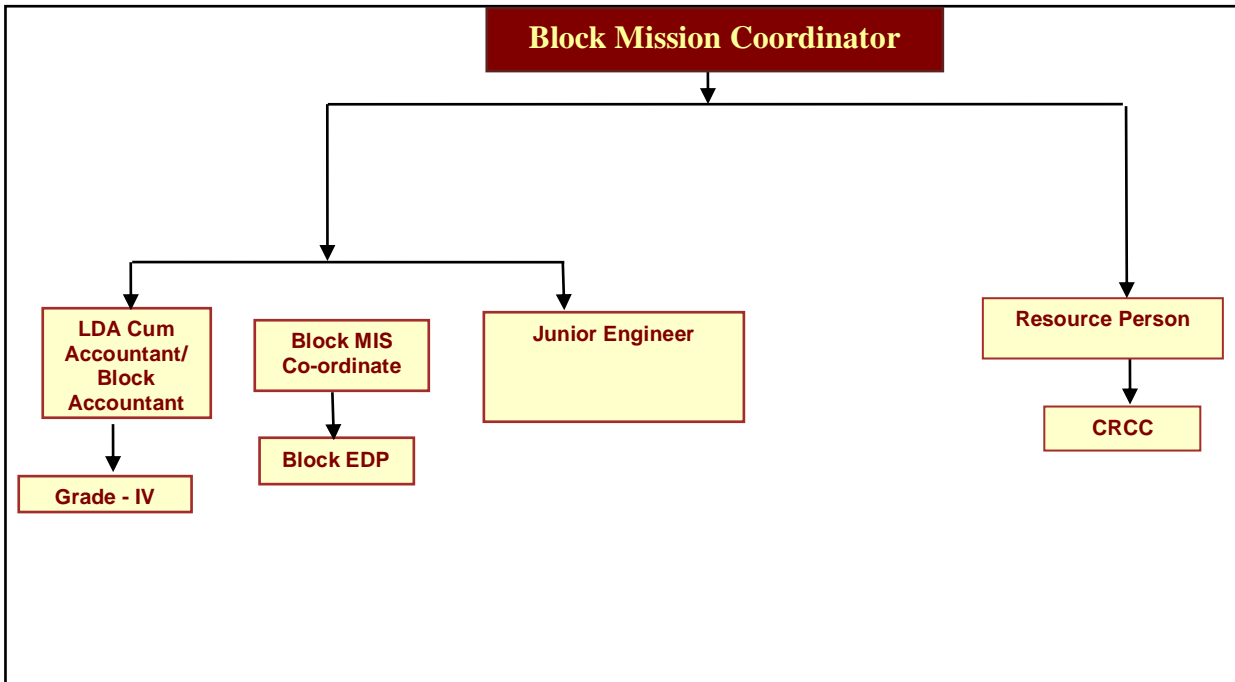 Block Mission Coordinator
LDA Cum
Accountant/
Block
Accountant
Block MIS
Co-ordinate
Junior Engineer
Resource Person
Grade - IV
Block EDP
CRCC